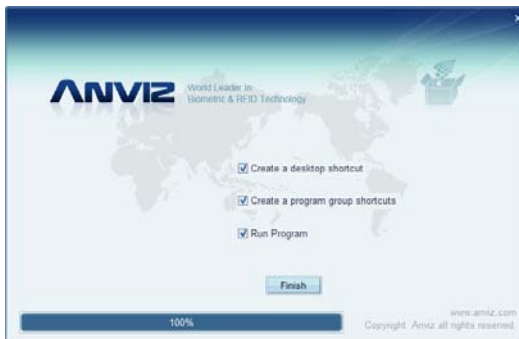 ANVIZ
World Leader in
Biometric & RFID Technology
Create a desktop shortcut
Create a program group shortcuts
Run Program
Finish
100%
www.anviz.com
Copyright Anviz all rights reserved.